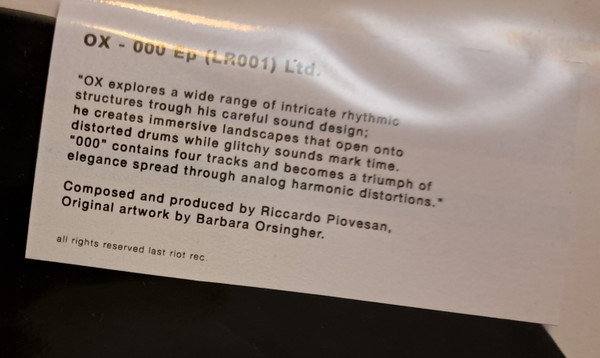 OX - 000 Ep (LR001) Ltd.
"OX explores a wide range of intricate rhythmic
structures trough his careful sound design;
he creates immersive landscapes that open onto
distorted drums while glitchy sounds mark time.
"000" contains four tracks and becomes a triumph of
elegance spread through analog harmonic distortions."
Composed and produced by Riccardo Piovesan,
Original artwork by Barbara Orsingher.
all rights reserved last riot rec.